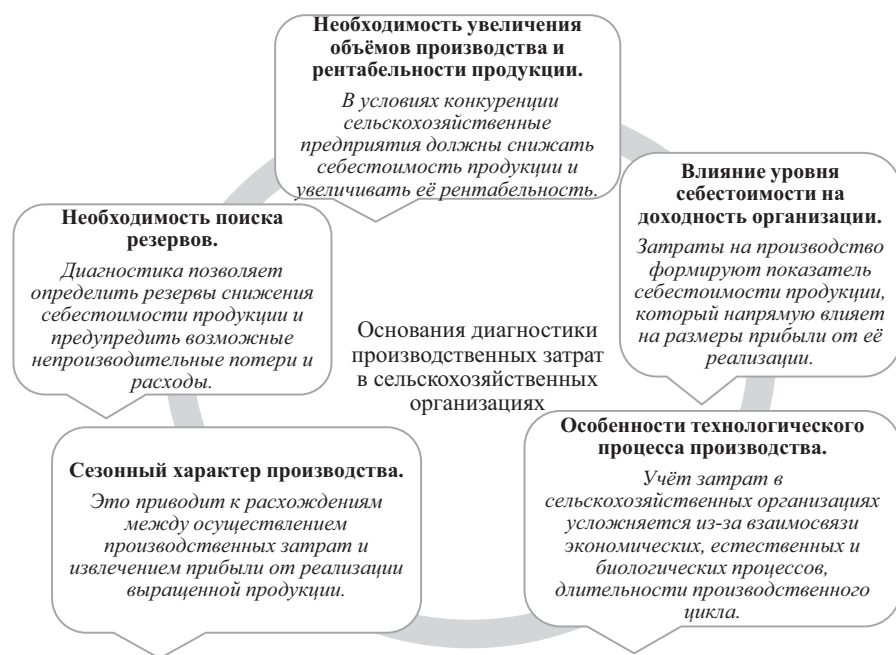 Необходимость увеличения
объёмов производства и
рентабельности продукции.
В условиях конкуренции
сельскохозяйственные
предприятия должны снижать
себестоимость продукции и
увеличивать её рентабельность.
Влияние уровня
себестоимости на
доходность организации.
Затраты на производство
формируют показатель
себестоимости продукции,
который напрямую влияет
на размеры прибыли от её
реализации.
Особенности технологического
процесса производства.
Учёт затрат в
сельскохозяйственных организациях
усложняется из-за взаимосвязи
экономических, естественных и
биологических процессов,
длительности производственного
цикла.
Сезонный характер производства.
Это приводит к расхождениям
между осуществлением
производственных затрат и
извлечением прибыли от реализации
выращенной продукции.
Необходимость поиска
резервов.
Диагностика позволяет
определить резервы снижения
себестоимости продукции и
предупредить возможные
непроизводительные потери и
расходы.
Основания диагностики
производственных затрат
в сельскохозяйственных
организациях